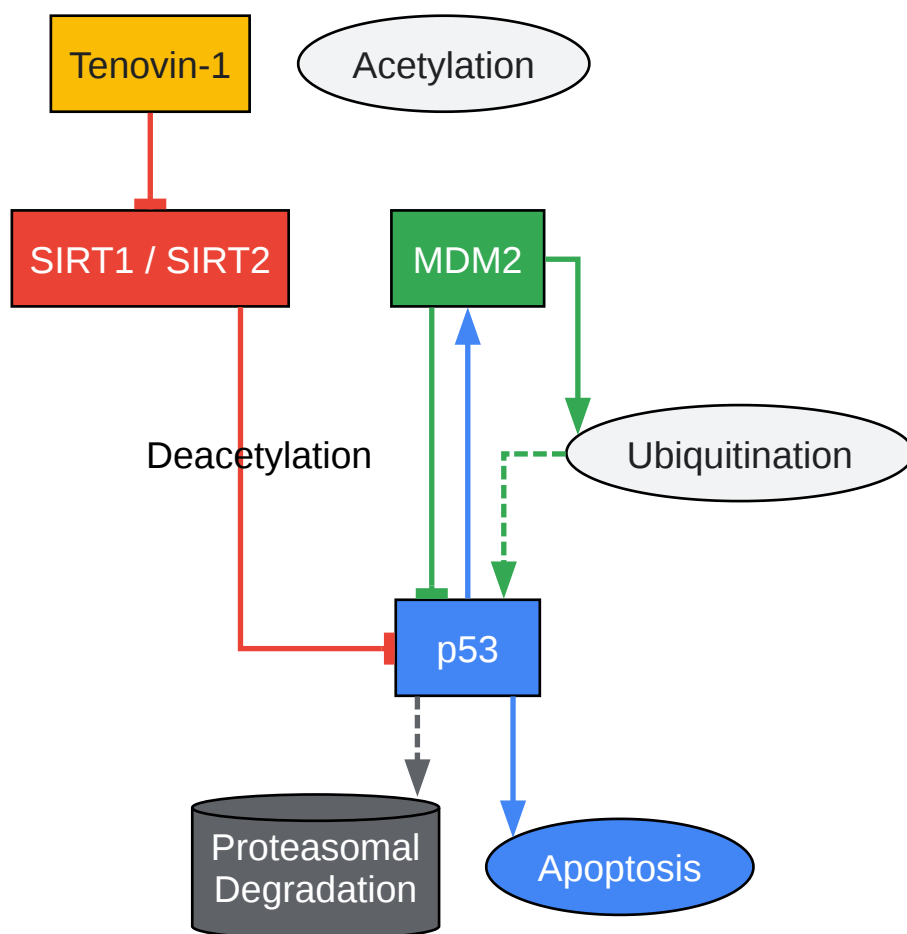 Tenovin-1
Acetylation
SIRT1 / SIRT2
MDM2
Deacetylation
Ubiquitination
p53
Proteasomal
Degradation
Apoptosis